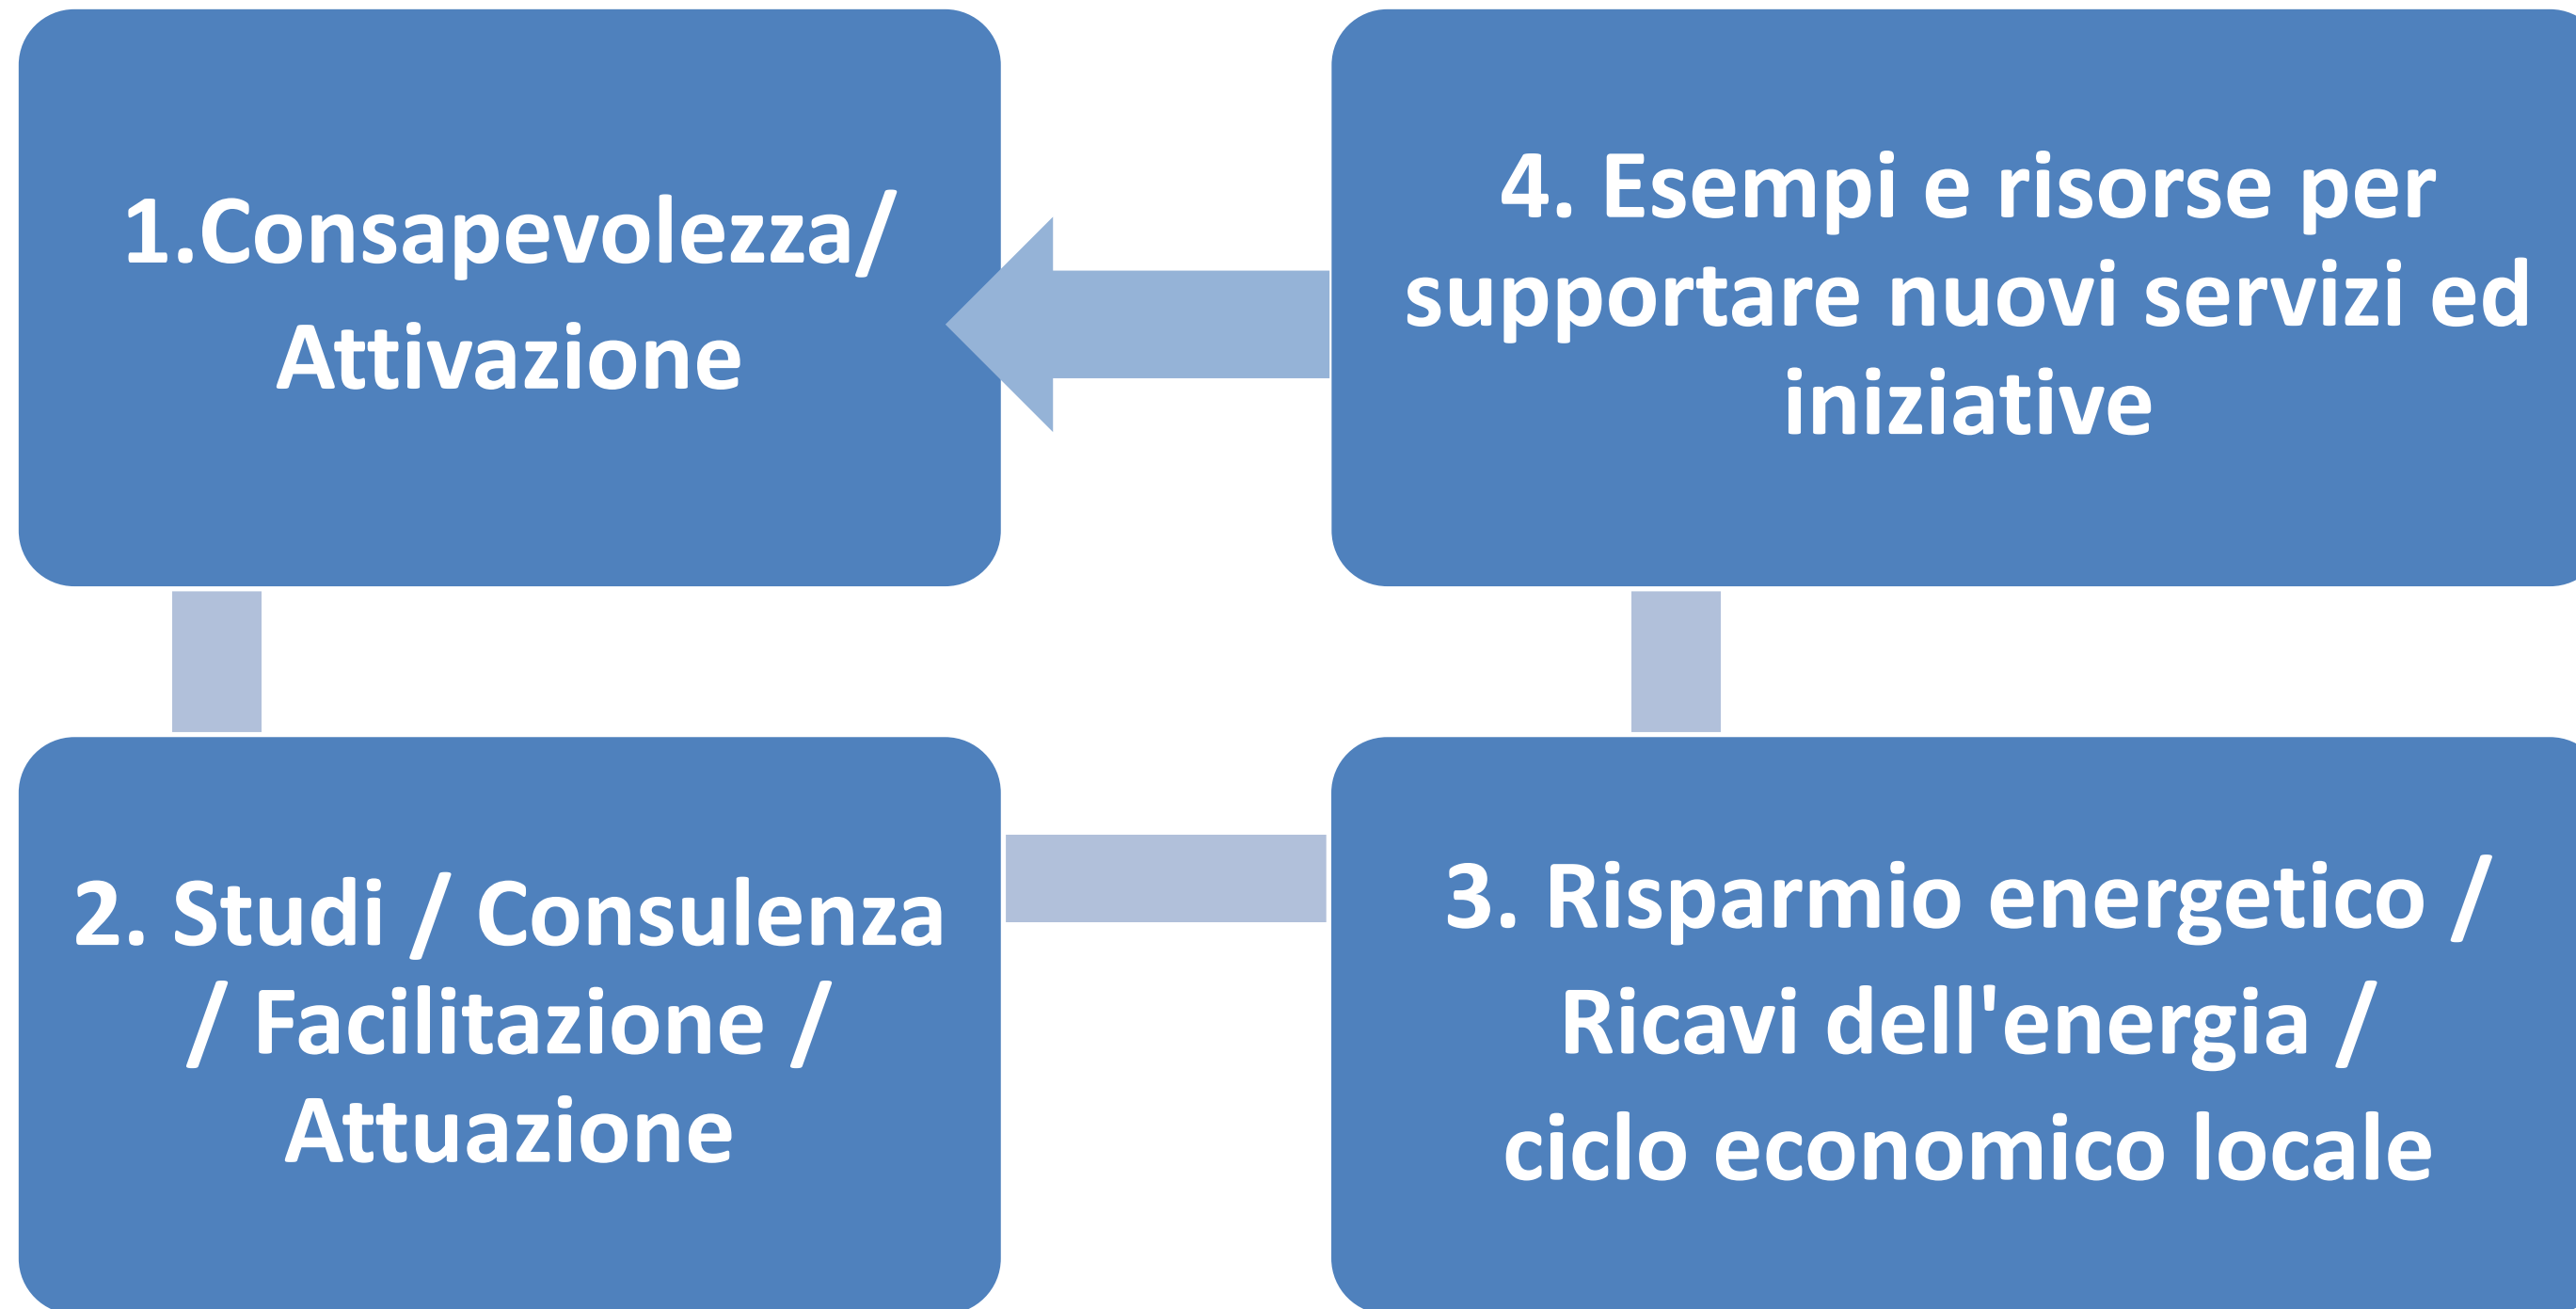 1.Consapevolezza/
Attivazione
4. Esempi e risorse per
supportare nuovi servizi ed
iniziative
2. Studi / Consulenza
/ Facilitazione /
Attuazione
3. Risparmio energetico /
Ricavi dell'energia /
ciclo economico locale